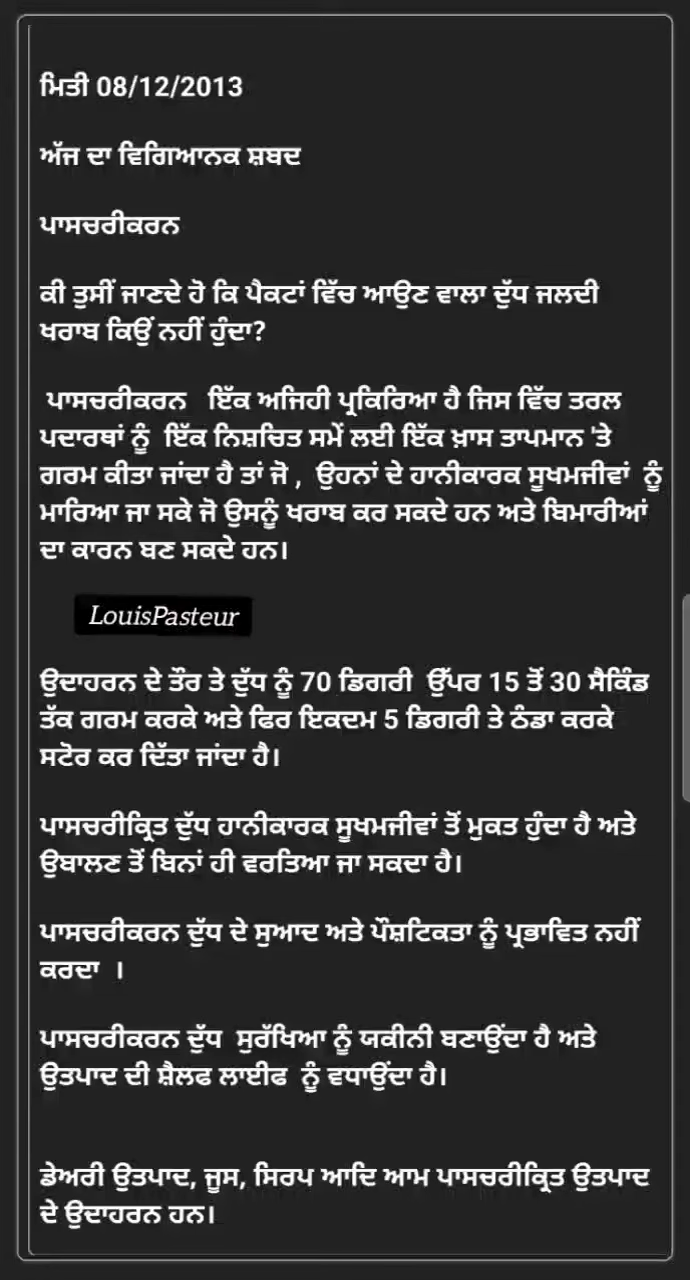 ਮਿਤੀ 08/12/2013
ਅੱਜ ਦਾ ਵਿਗਿਆਨਕ ਸ਼ਬਦ
ਪਾਸਚਰੀਕਰਨ
ਕੀ ਤੁਸੀਂ ਜਾਣਦੇ ਹੋ ਕਿ ਪੈਕਟਾਂ ਵਿੱਚ ਆਉਣ ਵਾਲਾ ਦੁੱਧ ਜਲਦੀ
ਖਰਾਬ ਕਿਉਂ ਨਹੀਂ ਹੁੰਦਾ?
ਪਾਸਚਰੀਕਰਨ ਇੱਕ ਅਜਿਹੀ ਪ੍ਰਕਿਰਿਆ ਹੈ ਜਿਸ ਵਿੱਚ ਤਰਲ
ਪਦਾਰਥਾਂ ਨੂੰ ਇੱਕ ਨਿਸ਼ਚਿਤ ਸਮੇਂ ਲਈ ਇੱਕ ਖ਼ਾਸ ਤਾਪਮਾਨ 'ਤੇ
ਗਰਮ ਕੀਤਾ ਜਾਂਦਾ ਹੈ ਤਾਂ ਜੋ , ਉਹਨਾਂ ਦੇ ਹਾਨੀਕਾਰਕ ਸੂਖਮਜੀਵਾਂ ਨੂੰ
ਮਾਰਿਆ ਜਾ ਸਕੇ ਜੋ ਉਸਨੂੰ ਖਰਾਬ ਕਰ ਸਕਦੇ ਹਨ ਅਤੇ ਬਿਮਾਰੀਆਂ
ਦਾ ਕਾਰਨ ਬਣ ਸਕਦੇ ਹਨ।
LouisPasteur
ਉਦਾਹਰਨ ਦੇ ਤੌਰ ਤੇ ਦੁੱਧ ਨੂੰ 70 ਡਿਗਰੀ ਉੱਪਰ 15 ਤੋਂ 30 ਸੈਕਿੰਡ
ਤੱਕ ਗਰਮ ਕਰਕੇ ਅਤੇ ਫਿਰ ਇਕਦਮ 5 ਡਿਗਰੀ ਤੇ ਠੰਡਾ ਕਰਕੇ
ਸਟੋਰ ਕਰ ਦਿੱਤਾ ਜਾਂਦਾ ਹੈ।
ਪਾਸਚਰੀਕ੍ਰਿਤ ਦੁੱਧ ਹਾਨੀਕਾਰਕ ਸੂਖਮਜੀਵਾਂ ਤੋਂ ਮੁਕਤ ਹੁੰਦਾ ਹੈ ਅਤੇ
ਉਬਾਲਣ ਤੋਂ ਬਿਨਾਂ ਹੀ ਵਰਤਿਆ ਜਾ ਸਕਦਾ ਹੈ।
ਪਾਸਚਰੀਕਰਨ ਦੁੱਧ ਦੇ ਸੁਆਦ ਅਤੇ ਪੌਸ਼ਟਿਕਤਾ ਨੂੰ ਪ੍ਰਭਾਵਿਤ ਨਹੀਂ
ਕਰਦਾ ।
ਪਾਸਚਰੀਕਰਨ ਦੁੱਧ ਸੁਰੱਖਿਆ ਨੂੰ ਯਕੀਨੀ ਬਣਾਉਂਦਾ ਹੈ ਅਤੇ
ਉਤਪਾਦ ਦੀ ਸ਼ੈਲਫ ਲਾਈਫ ਨੂੰ ਵਧਾਉਂਦਾ ਹੈ।
ਡੇਅਰੀ ਉਤਪਾਦ, ਜੂਸ, ਸਿਰਪ ਆਦਿ ਆਮ ਪਾਸਚਰੀਕ੍ਰਿਤ ਉਤਪਾਦ
ਦੇ ਉਦਾਹਰਨ ਹਨ।